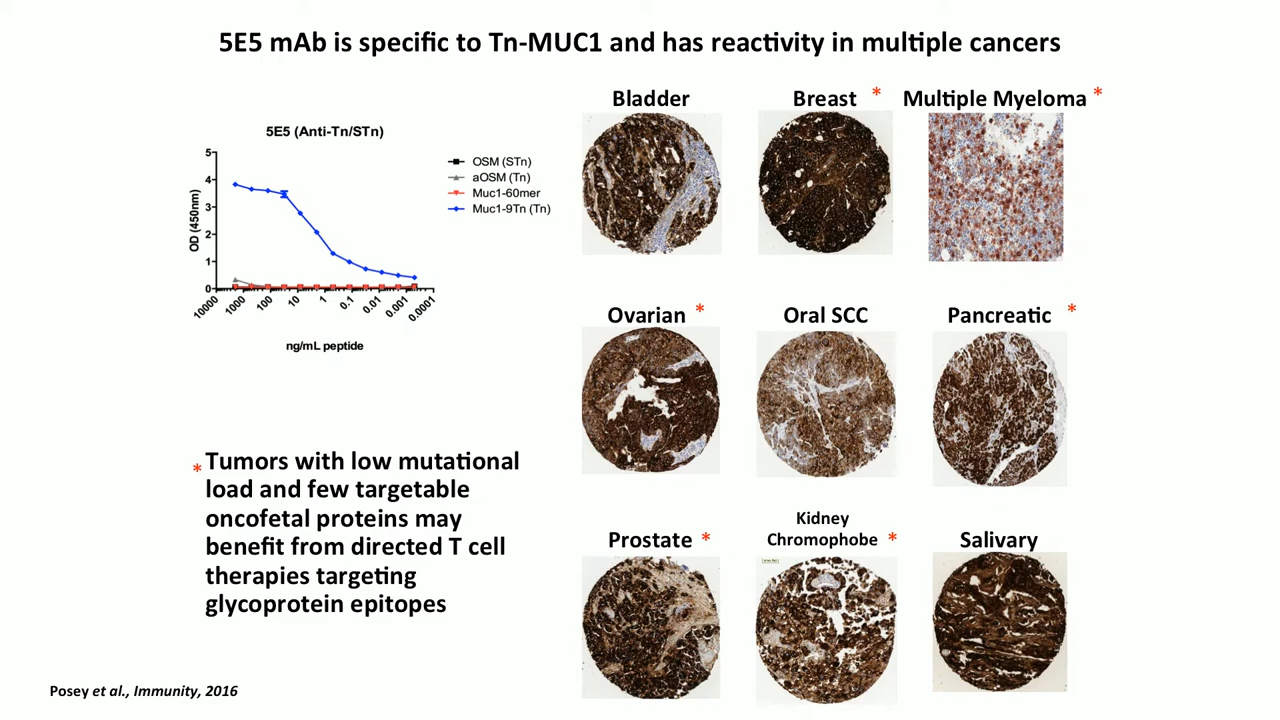 5E5 mAb is specific to Tn-MUC1 and has reactivity in multiple cancers
5E5 (Anti-Tn/STn)
OD (450nm)
5
4
3
2
1
0
10000
1000
100
10
1
0.1
0.01
0.001
0.0001
ng/mL peptide
OSM (STn)
aOSM (Tn)
Muc1-60mer
Muc1-9Tn (Tn)
Bladder
Breast *
Multiple Myeloma *
Ovarian *
Oral SCC
Pancreatic *
Prostate *
Kidney
Chromophobe *
Salivary
* Tumors with low mutational
load and few targetable
oncofetal proteins may
benefit from directed T cell
therapies targeting
glycoprotein epitopes
Posey et al., Immunity, 2016